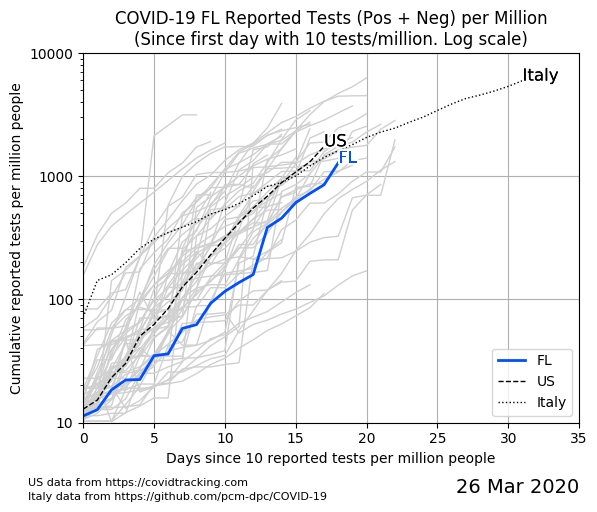 COVID-19 FL Reported Tests (Pos + Neg) per Million
(Since first day with 10 tests/million. Log scale)
Cumulative reported tests per million people
10000
1000
100
10
Italy
US
FL
FL
US
Italy
0 5 10 15 20 25 30 35
Days since 10 reported tests per million people
US data from https://covidtracking.com
Italy data from https://github.com/pcm-dpc/COVID-19
26 Mar 2020